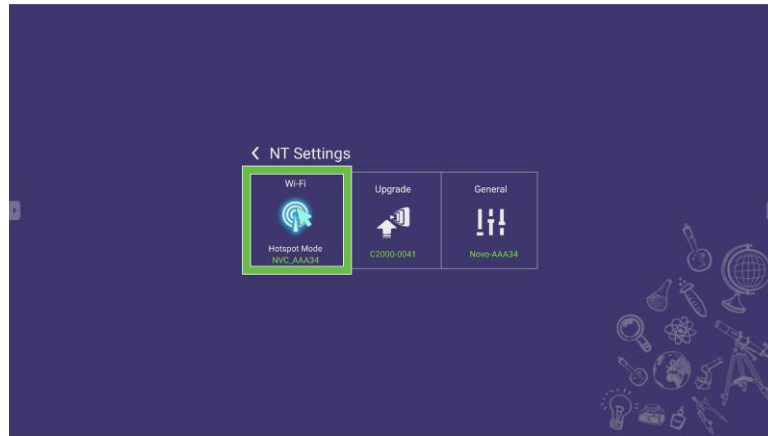 NT Settings
Wi-Fi
Hotspot Mode
NVC_AAA34
Upgrade
C2000-0041
General
Novo-AAA34